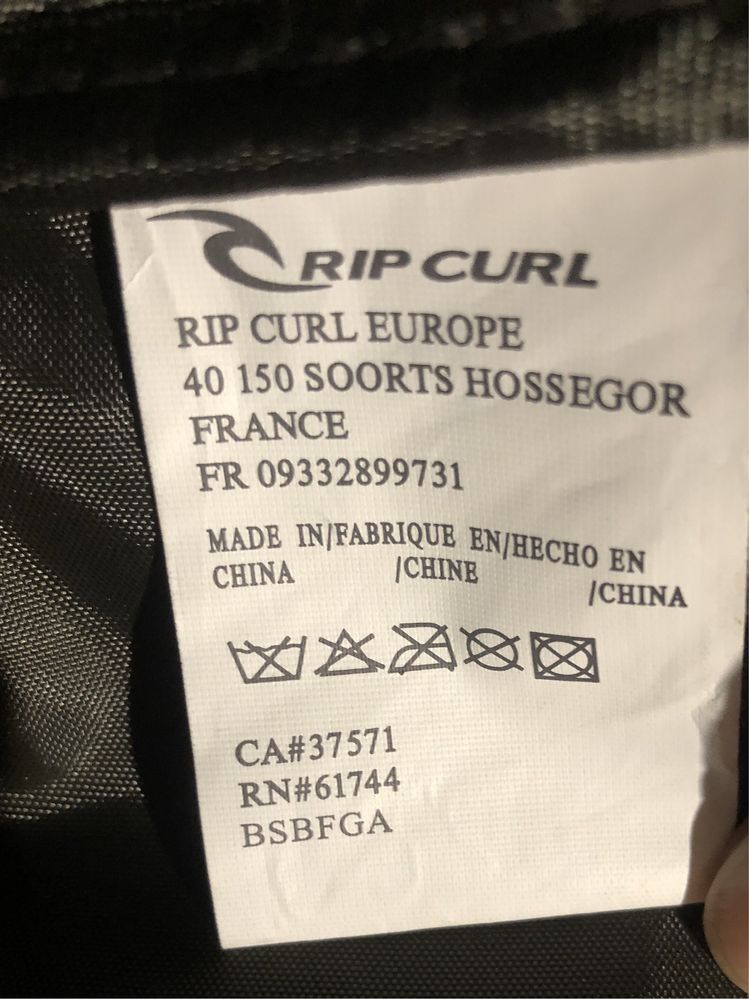 RIP CURL
RIP CURL EUROPE
40 150 SOORTS HOSSEGOR
FRANCE
FR 09332899731
MADE IN/FABRIQUE EN/HECHO EN
CHINA /CHINE /CHINA
CA#37571
RN#61744
BSBFGA